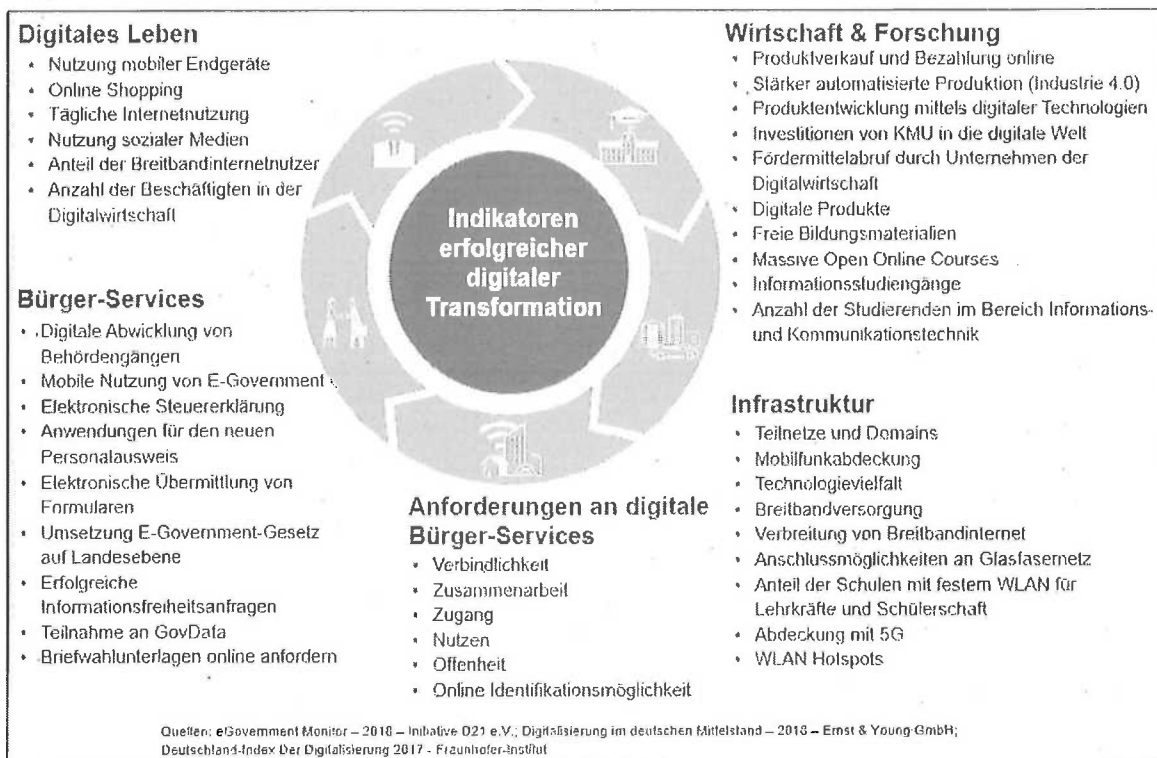 Digitales Leben
• Nutzung mobiler Endgeräte
• Online Shopping
• Tägliche Internetnutzung
• Nutzung sozialer Medien
• Anteil der Breitbandinternetnutzer
• Anzahl der Beschäftigten in der
Digitalwirtschaft
Bürger-Services
• Digitale Abwicklung von
Behördengängen
• Mobile Nutzung von E-Government
• Elektronische Steuererklärung
• Anwendungen für den neuen
Personalausweis
• Elektronische Übermittlung von
Formularen
• Umsetzung E-Government-Gesetz
auf Landesebene
• Erfolgreiche
Informationsfreiheitsanfragen
• Teilnahme an GovData
• Briefwahlunterlagen online anfordern
Indikatoren
erfolgreicher
digitaler
Transformation
Anforderungen an digitale
Bürger-Services
• Verbindlichkeit
• Zusammenarbeit
• Zugang
• Nutzen
• Offenheit
• Online Identifikationsmöglichkeit
Wirtschaft & Forschung
• Produktverkauf und Bezahlung online
• Stärker automatisierte Produktion (Industrie 4.0)
• Produktentwicklung mittels digitaler Technologien
• Investitionen von KMU in die digitale Welt
• Fördermittelabruf durch Unternehmen der
Digitalwirtschaft
• Digitale Produkte
• Freie Bildungsmaterialien
• Massive Open Online Courses
• Informationsstudiengänge
• Anzahl der Studierenden im Bereich Informations-
und Kommunikationstechnik
Infrastruktur
• Teilnetze und Domains
• Mobilfunkabdeckung
• Technologievielfalt
• Breitbandversorgung
• Verbreitung von Breitbandinternet
• Anschlussmöglichkeiten an Glasfasernetz
• Anteil der Schulen mit festem WLAN für
Lehrkräfte und Schülerschaft
• Abdeckung mit 5G
• WLAN Hotspots
Quellen: eGovernment Monitor – 2018 – Initiative D21 e.V.; Digitalisierung im deutschen Mittelstand – 2018 – Ernst & Young-GmbH;
Deutschland-Index Der Digitalisierung 2017 - Fraunhofer-Institut